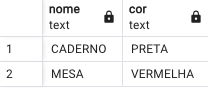 nome cor
text text
1 CADERNO PRETA
2 MESA VERMELHA